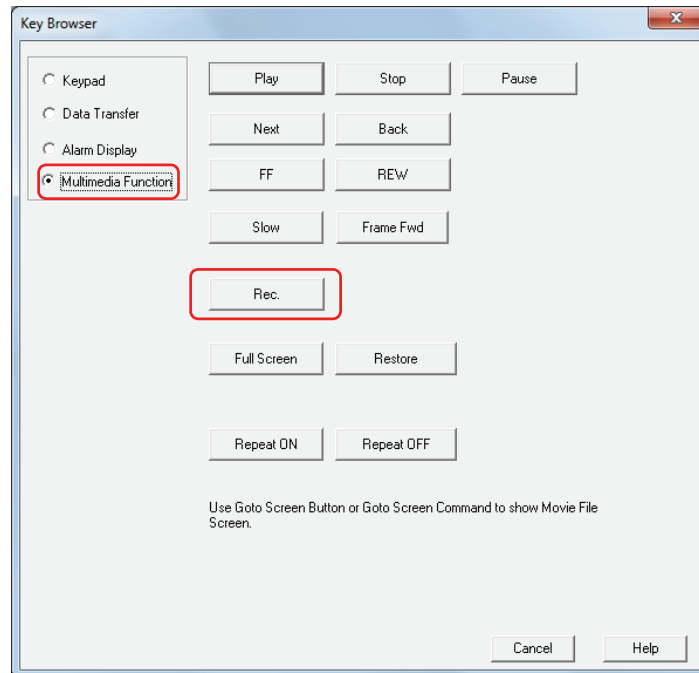 Key Browser
Keypad
Data Transfer
Alarm Display
Multimedia Function
Play Stop Pause
Next Back
FF REW
Slow Frame Fwd
Rec.
Full Screen Restore
Repeat ON Repeat OFF
Use Goto Screen Button or Goto Screen Command to show Movie File
Screen.
Cancel Help